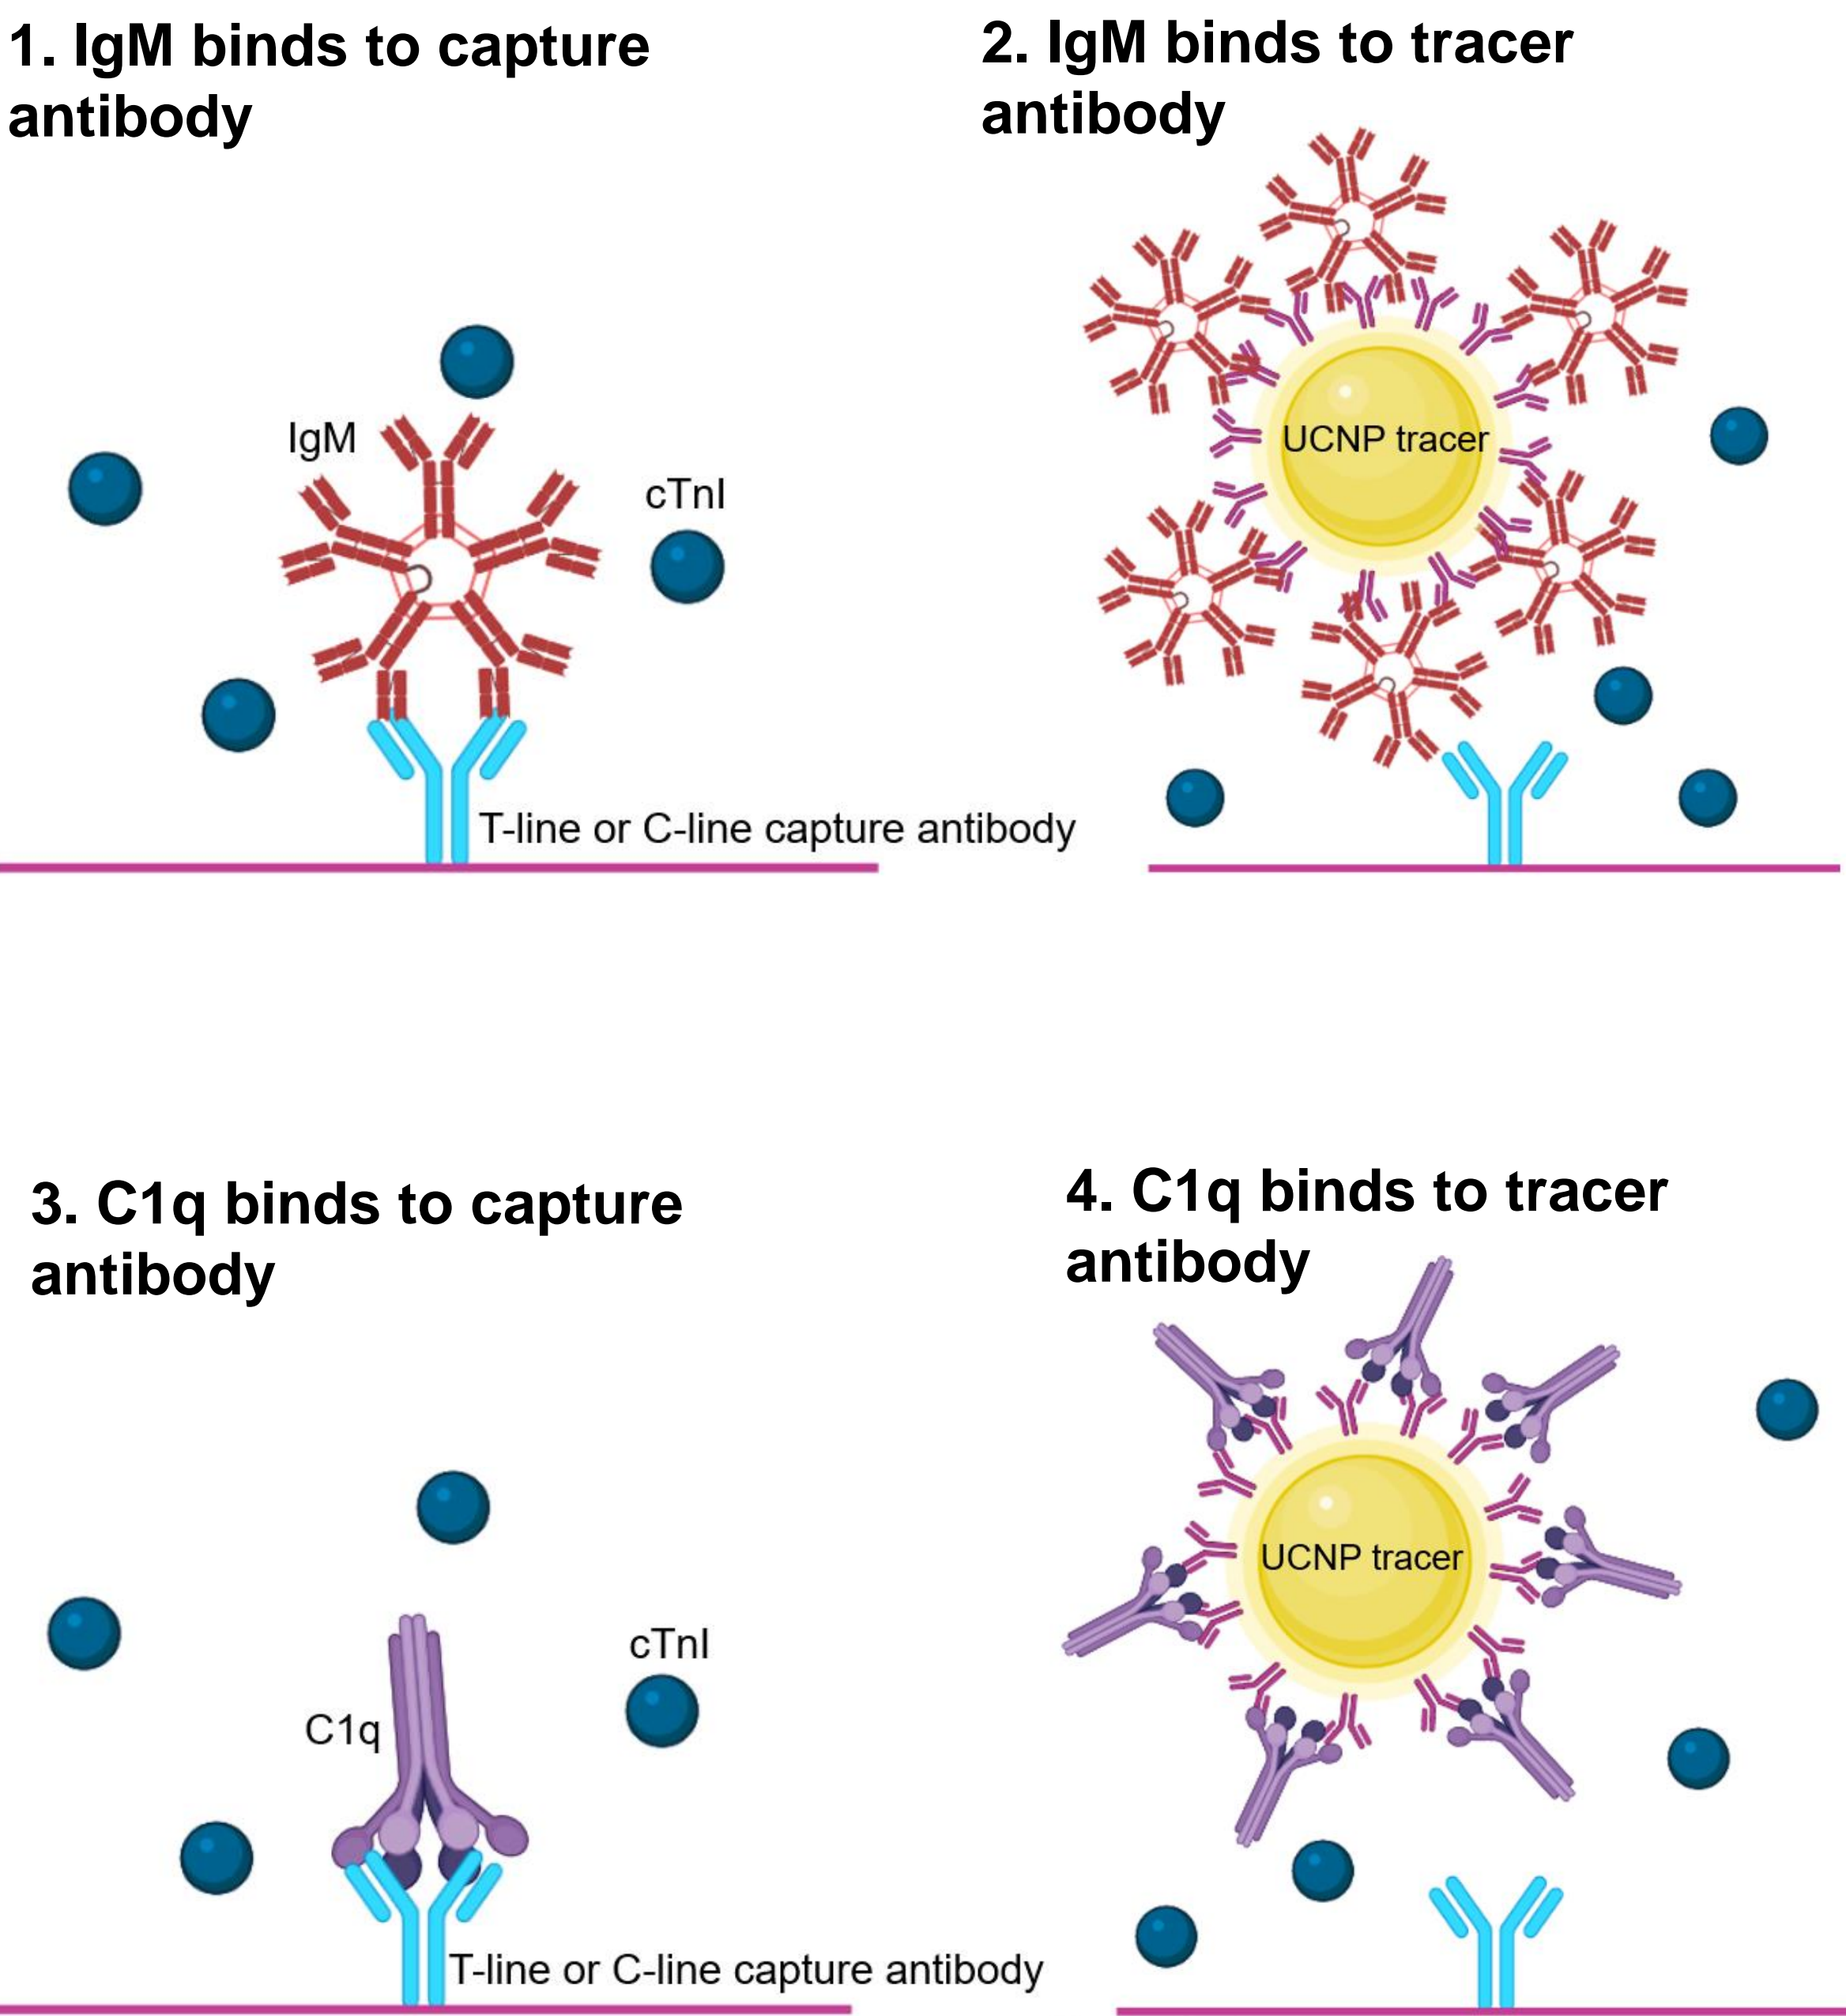 1. IgM binds to capture
antibody
IgM
cTnI
T-line or C-line capture antibody
2. IgM binds to tracer
antibody
UCNP tracer
3. C1q binds to capture
antibody
cTnI
C1q
T-line or C-line capture antibody
4. C1q binds to tracer
antibody
UCNP tracer